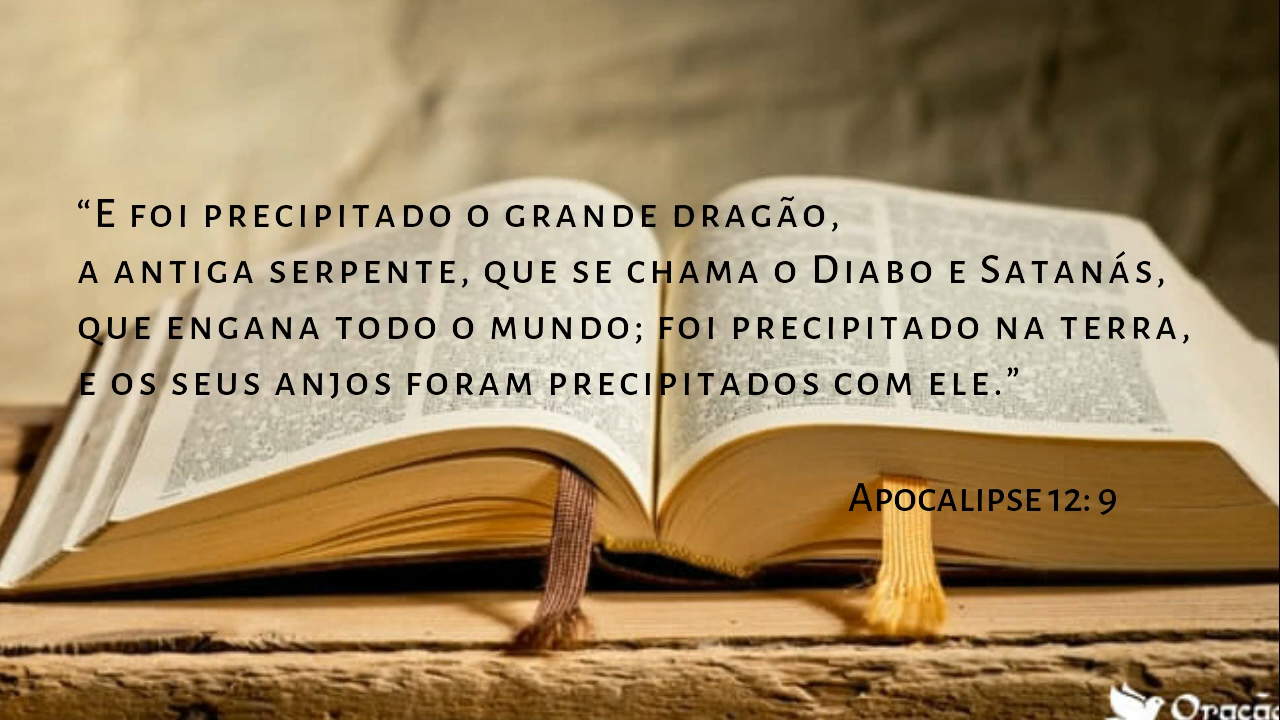 “E foi precipitado o grande dragão,
a antiga serpente, que se chama o Diabo e Satanás,
que engana todo o mundo; foi precipitado na terra,
e os seus anjos foram precipitados com ele.”
Apocalipse 12: 9